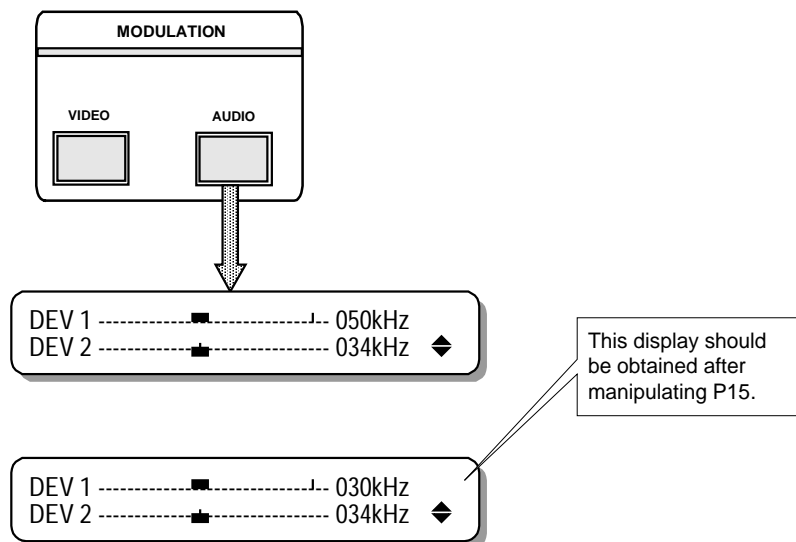 MODULATION
VIDEO AUDIO
DEV 1 050kHz
DEV 2 034kHz
This display should
be obtained after
manipulating P15.
DEV 1 030kHz
DEV 2 034kHz